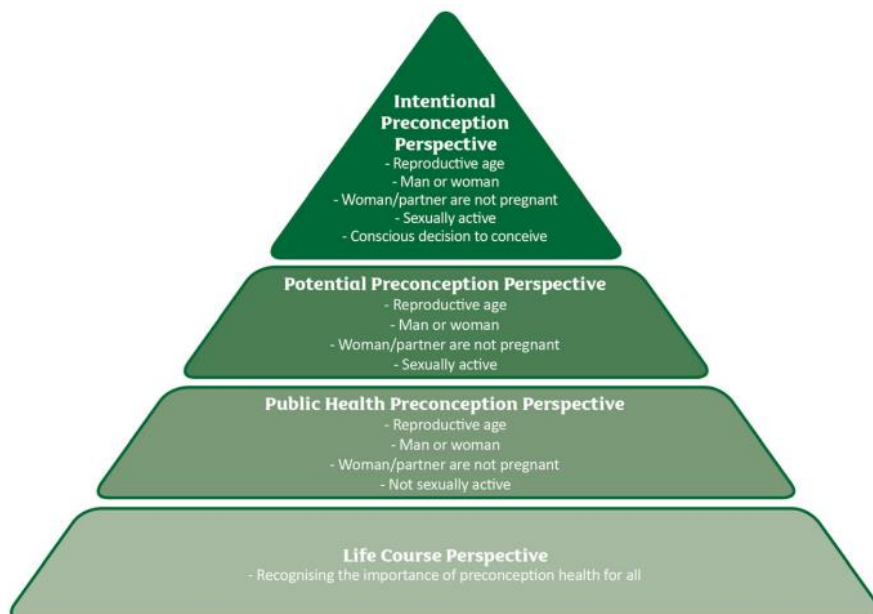 Intentional
Preconception
Perspective
- Reproductive age
- Man or woman
- Woman/partner are not pregnant
- Sexually active
- Conscious decision to conceive
Potential Preconception Perspective
- Reproductive age
- Man or woman
- Woman/partner are not pregnant
- Sexually active
Public Health Preconception Perspective
- Reproductive age
- Man or woman
- Woman/partner are not pregnant
- Not sexually active
Life Course Perspective
- Recognising the importance of preconception health for all